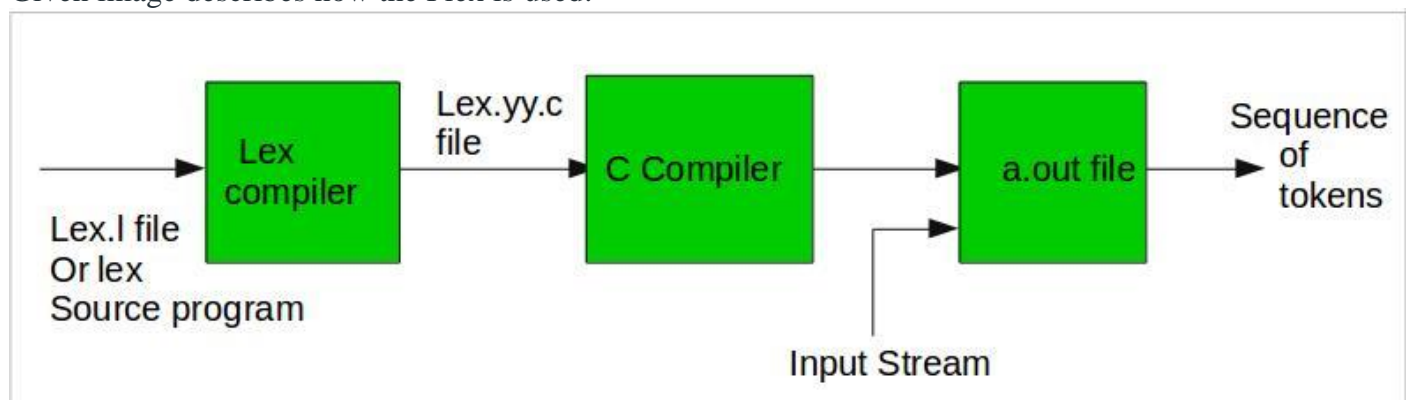 Given image describes how the Flex is used:
Lex
compiler
Lex.yy.c
file
C Compiler
a.out file
Sequence
of
tokens
Lex.l file
Or lex
Source program
Input Stream